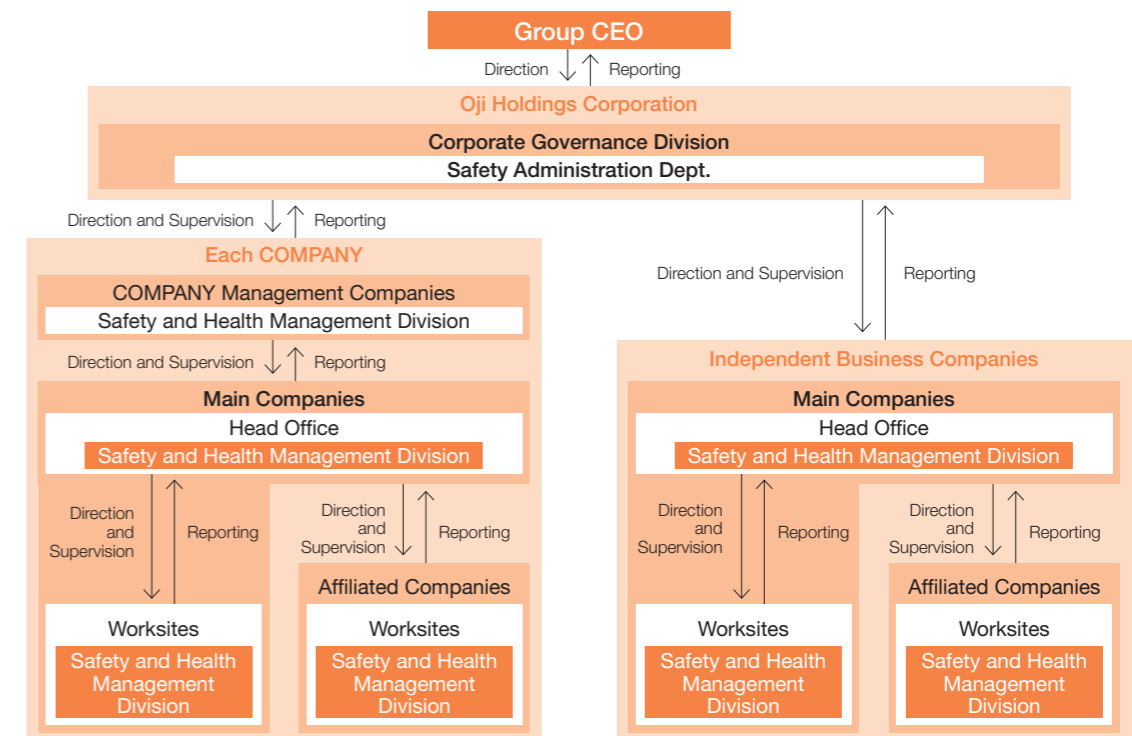 Group CEO
Direction
Reporting
Oji Holdings Corporation
Corporate Governance Division
Safety Administration Dept.
Direction and Supervision
Reporting
Direction and Supervision
Reporting
Each COMPANY
COMPANY Management Companies
Safety and Health Management Division
Direction and Supervision
Reporting
Main Companies
Head Office
Safety and Health Management Division
Direction
and
Supervision
Reporting
Direction
and
Supervision
Reporting
Worksites
Safety and Health
Management
Division
Affiliated Companies
Worksites
Safety and Health
Management
Division
Independent Business Companies
Main Companies
Head Office
Safety and Health Management Division
Direction
and
Supervision
Reporting
Direction
and
Supervision
Reporting
Worksites
Safety and Health
Management
Division
Affiliated Companies
Worksites
Safety and Health
Management
Division